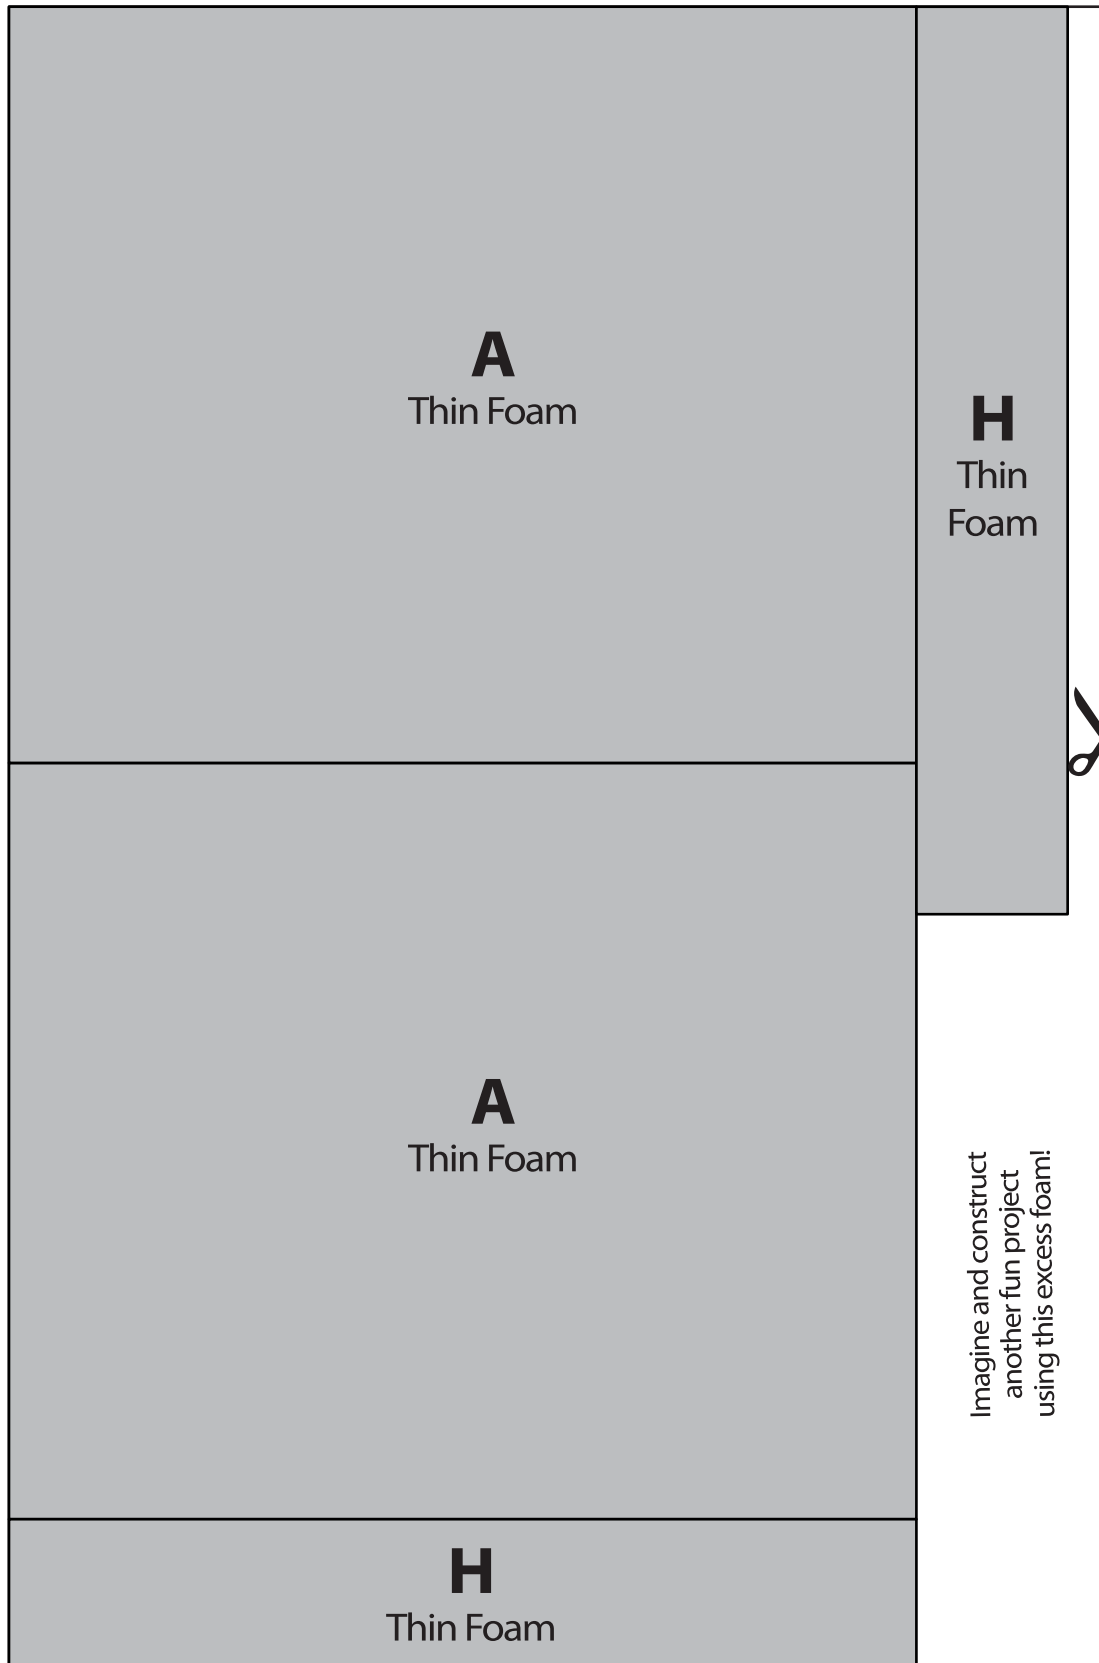 A
Thin Foam
H
Thin
Foam
A
Thin Foam
Imagine and construct
another fun project
using this excess foam!
H
Thin Foam